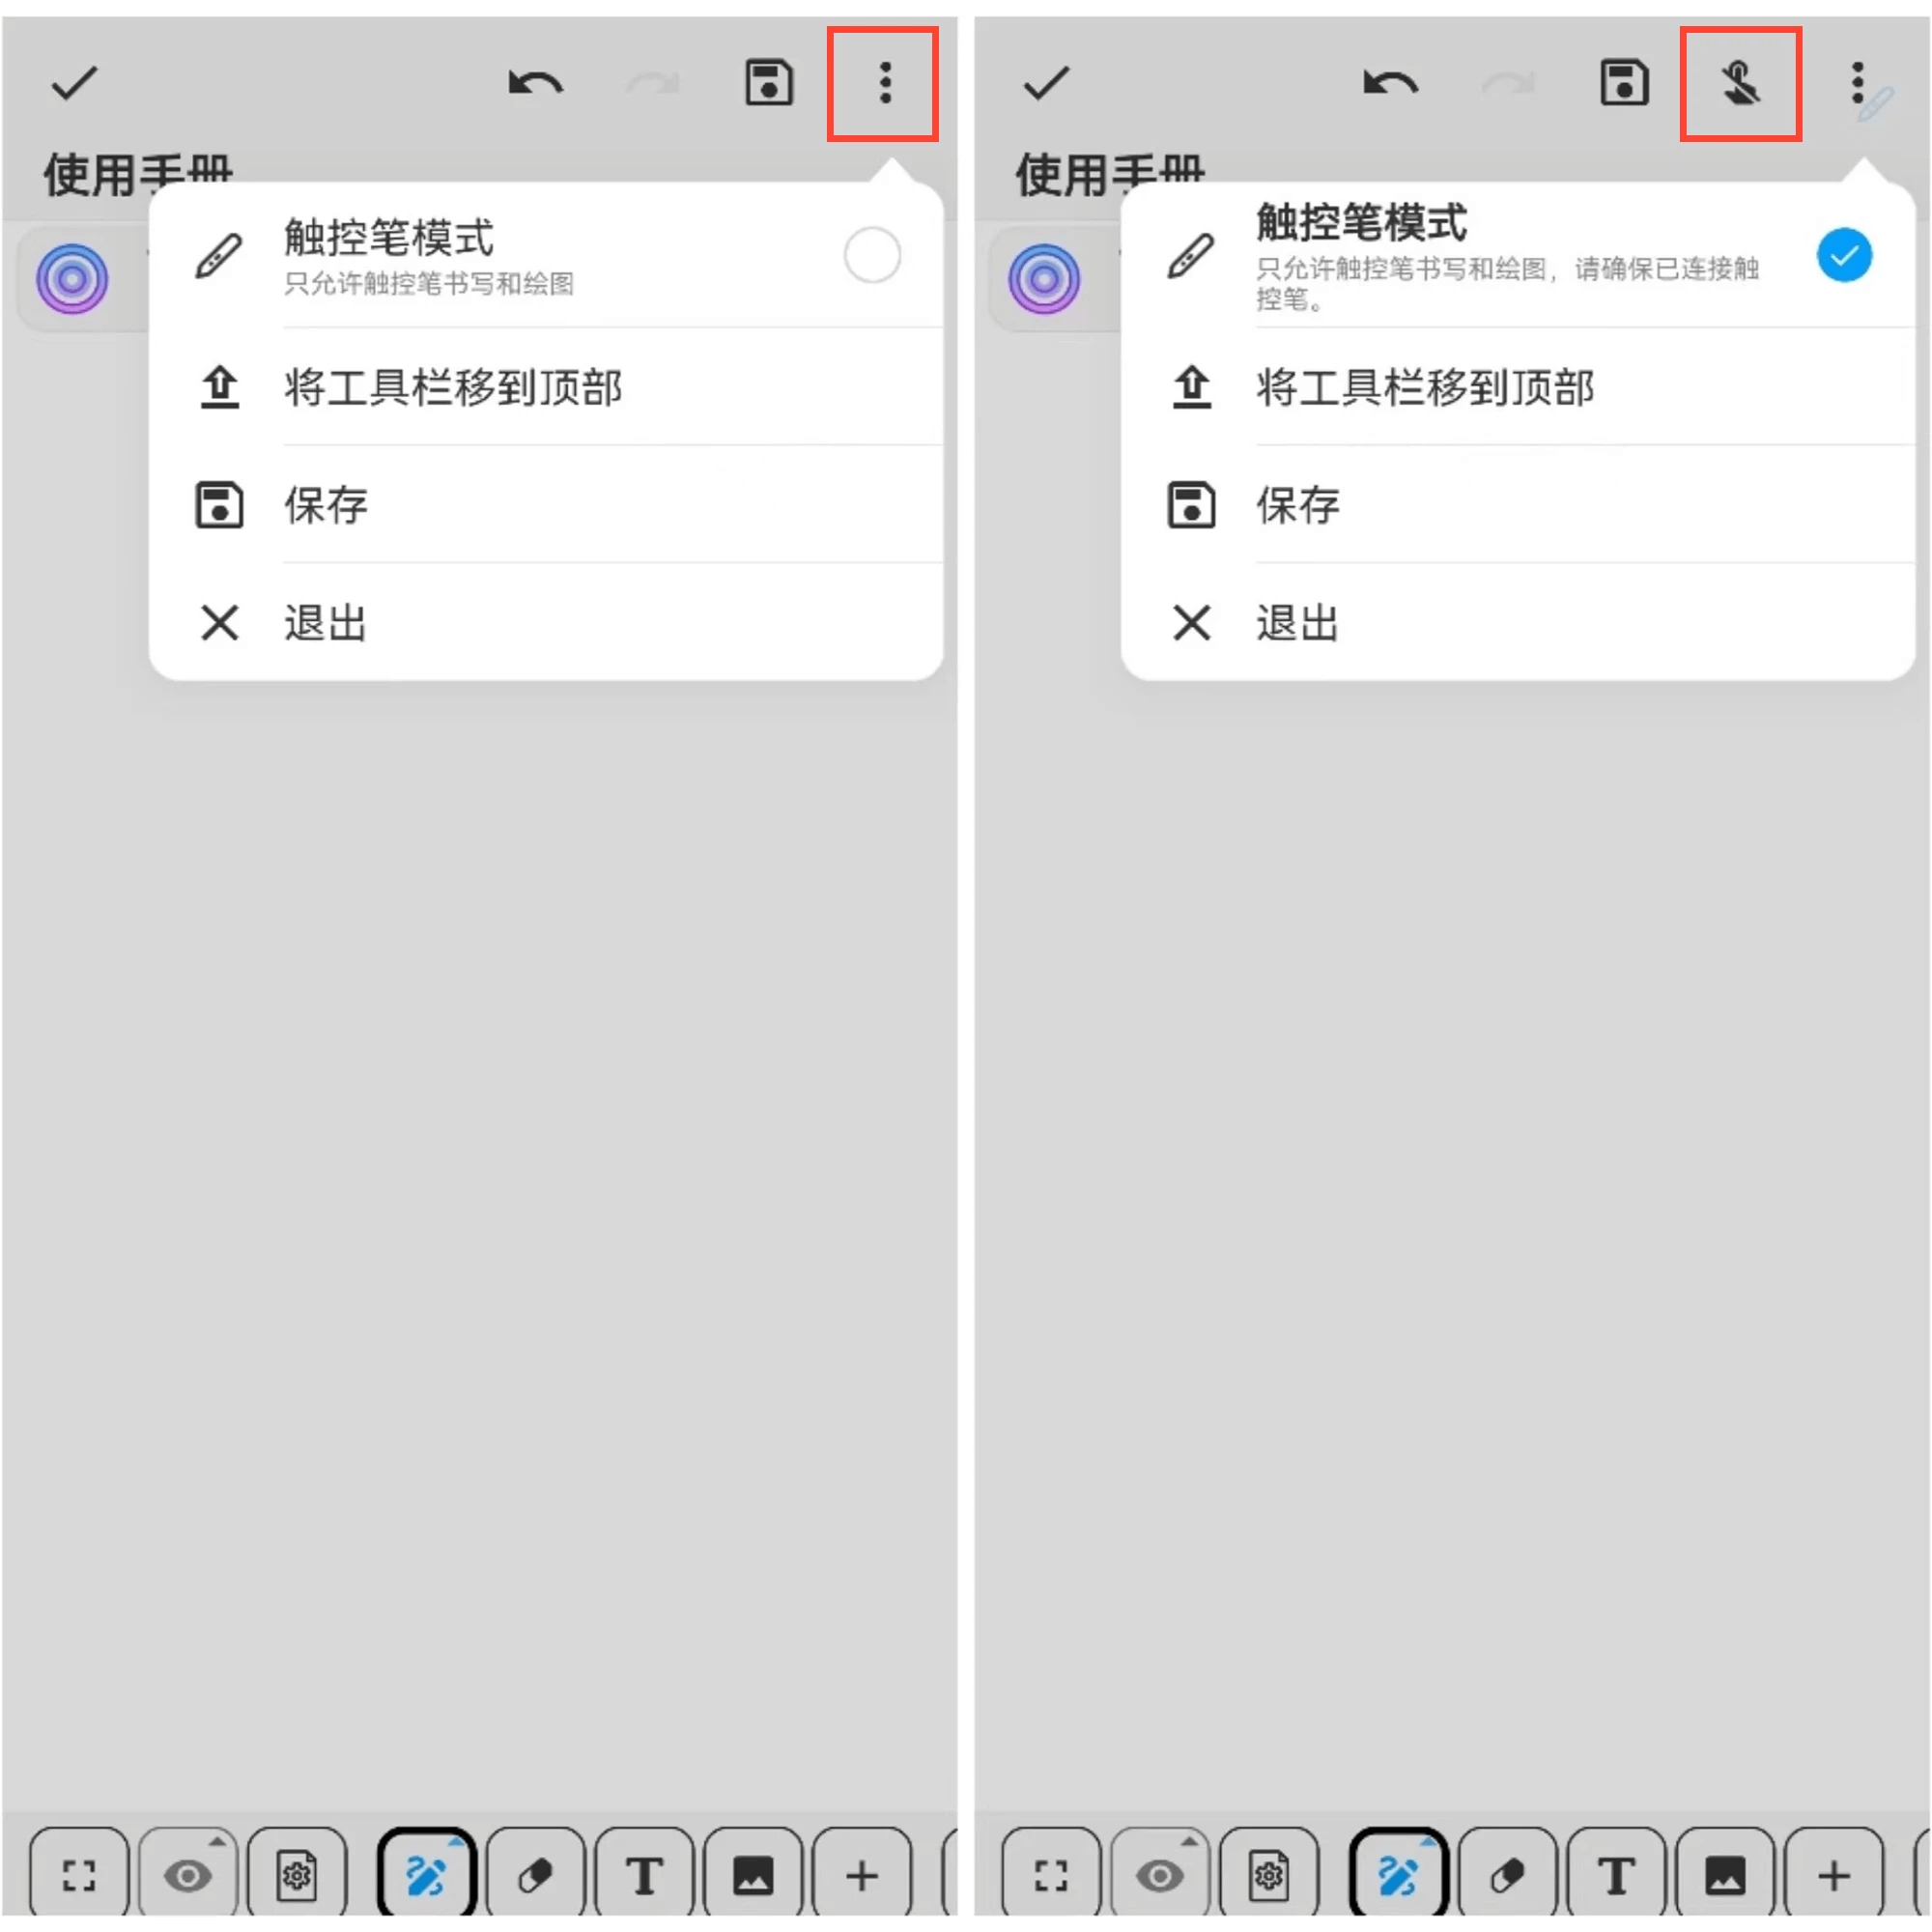 使用手册
触控笔模式
只允许触控笔书写和绘图
将工具栏移到顶部
保存
退出
T
使用手册
触控笔模式
只允许触控笔书写和绘图，请确保已连接触
控笔。
将工具栏移到顶部
保存
退出
T